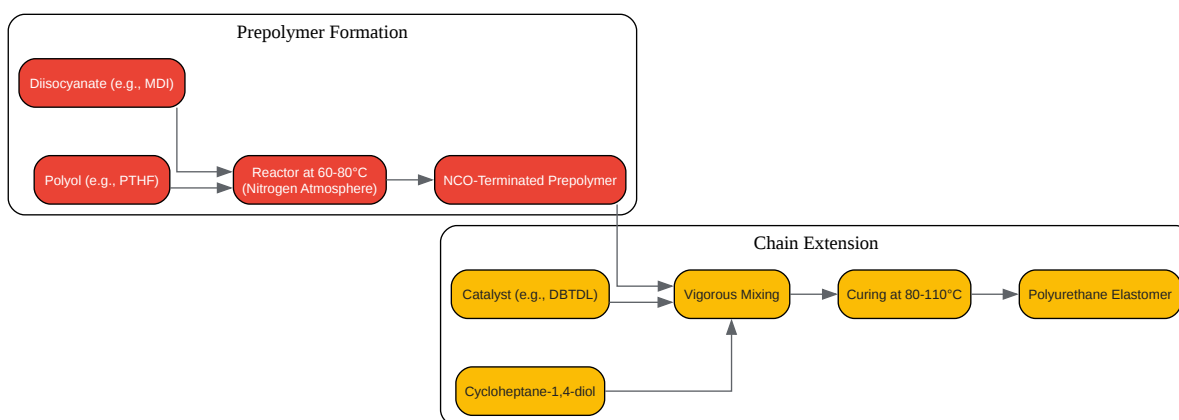 Prepolymer Formation
Diisocyanate (e.g., MDI)
Polyol (e.g., PTHF)
Reactor at 60-80°C
(Nitrogen Atmosphere)
NCO-Terminated Prepolymer
Chain Extension
Catalyst (e.g., DBTDL)
Vigorous Mixing
Curing at 80-110°C
Polyurethane Elastomer
Cycloheptane-1,4-diol